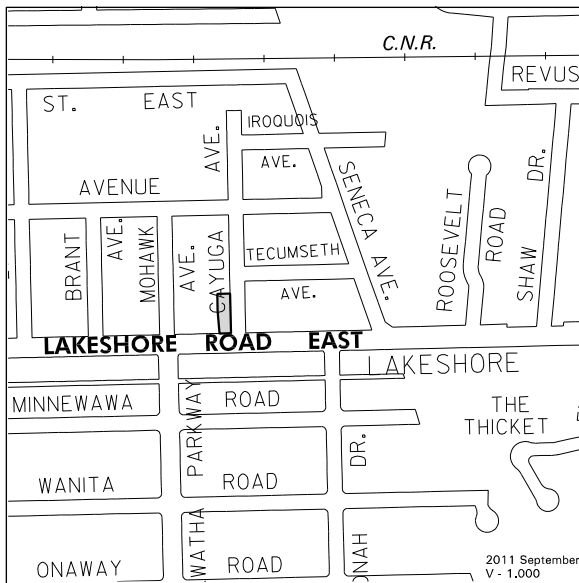 C.N.R.
REVUS
ST. EAST
IROQUOIS
AVE.
AVE.
AVENUE
SENECA AVE.
ROOSEVELT
ROAD
SHAW
DR.
BRANT
AVE.
MOHAWK
AVE.
CAYUGA
TECUMSETH
AVE.
LAKESHORE ROAD EAST
LAKESHORE
MINNEWAWA ROAD
PARKWAY
THE
THICKET
DR.
WANITA ROAD
WATHA
ONAH
ONAWAY ROAD
2011 September
V - 1.000